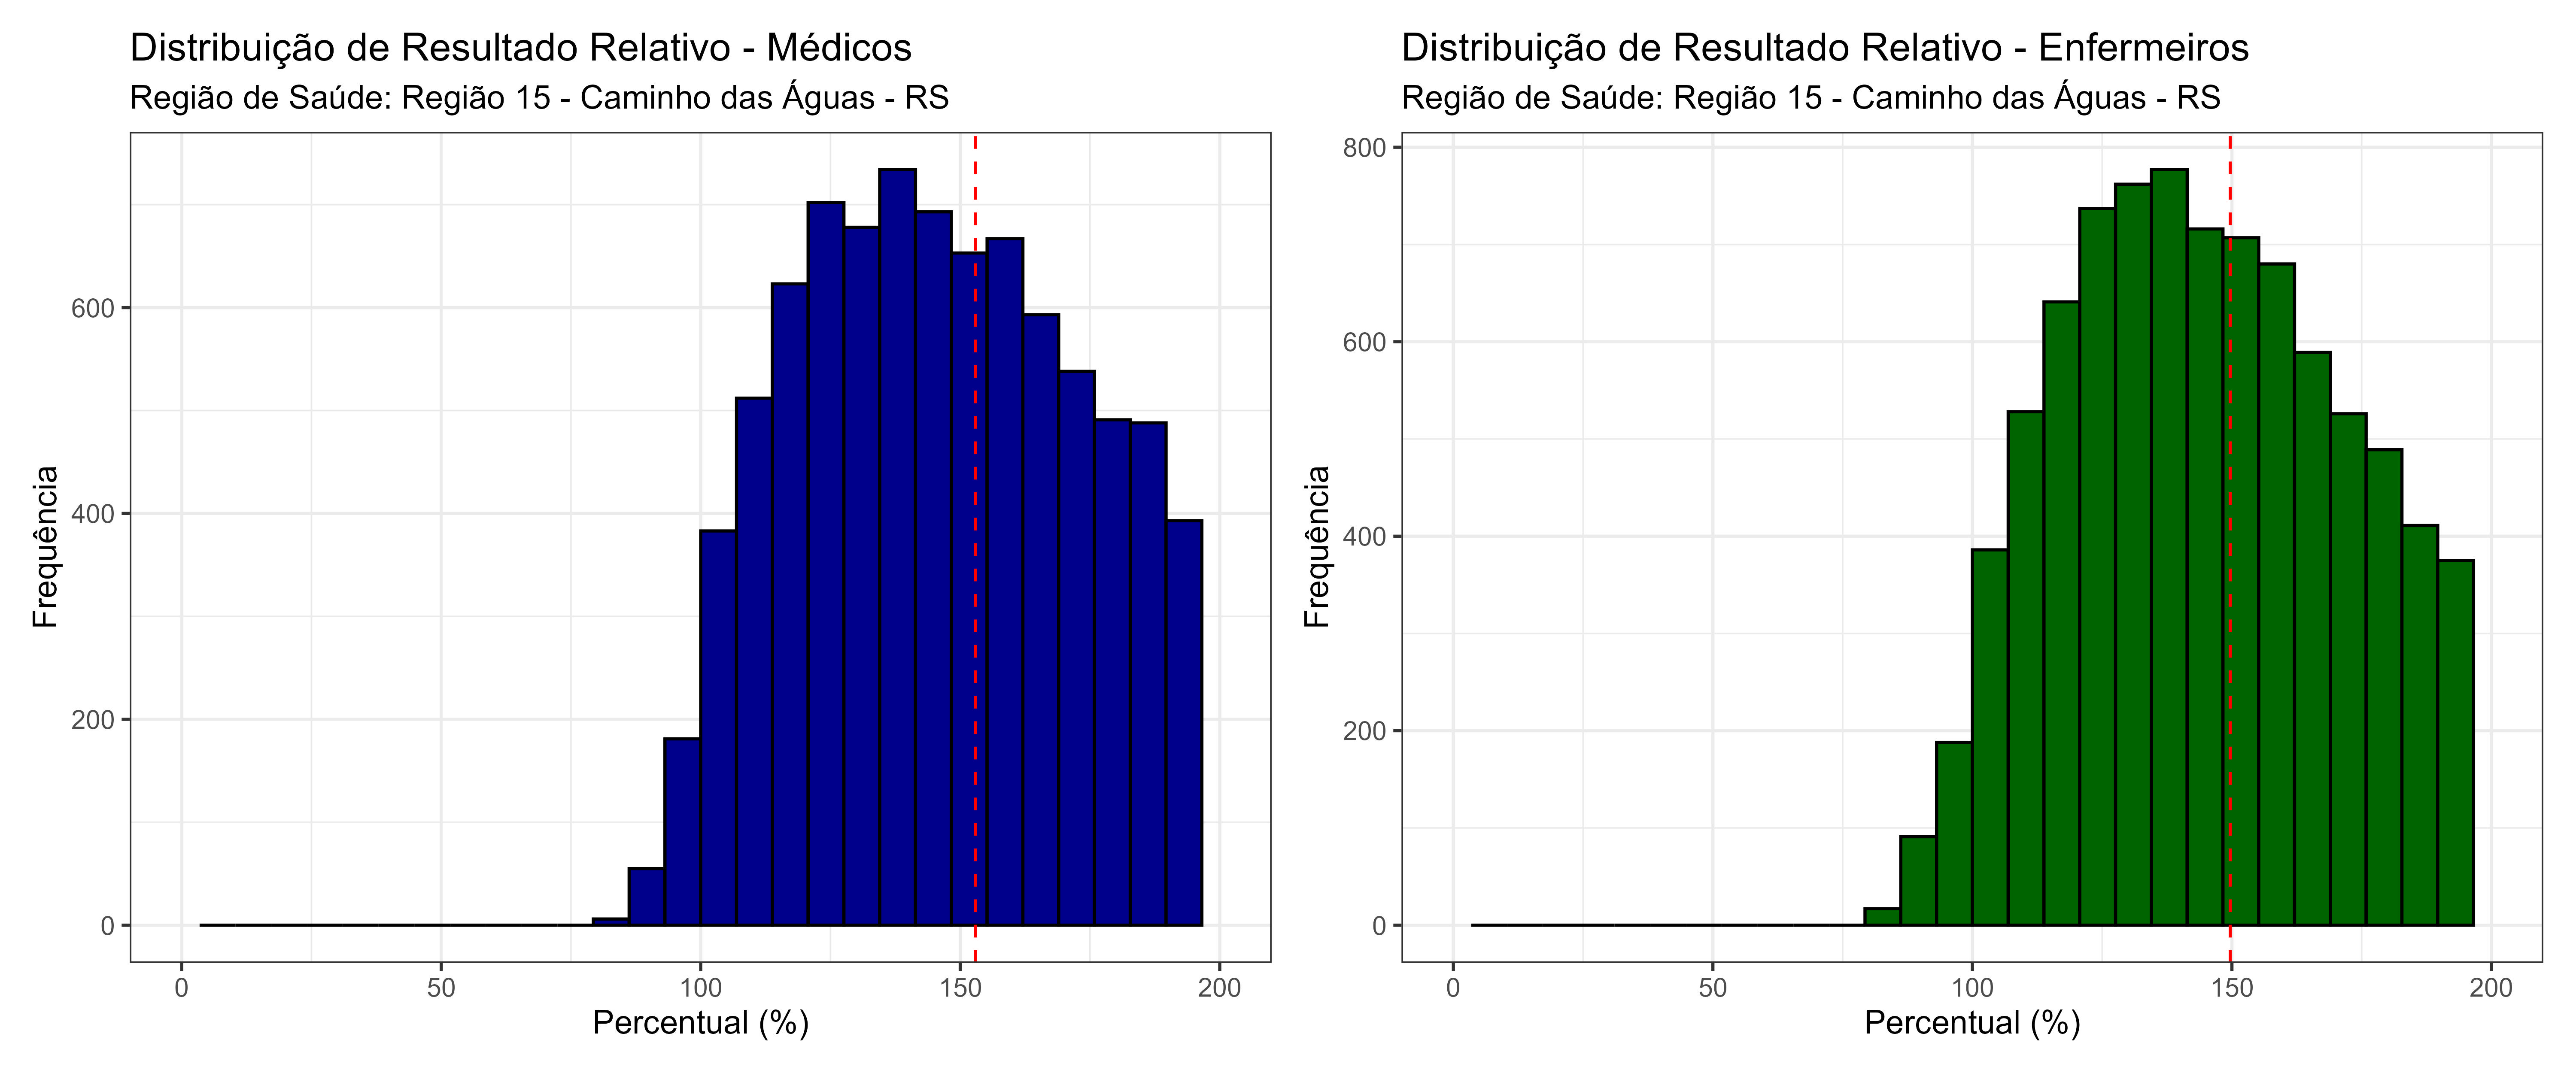 Distribuição de Resultado Relativo - Médicos
Região de Saúde: Região 15 - Caminho das Águas - RS
Frequência
600
400
200
0
0 50 100 150 200
Percentual (%)
Distribuição de Resultado Relativo - Enfermeiros
Região de Saúde: Região 15 - Caminho das Águas - RS
Frequência
800
600
400
200
0
0 50 100 150 200
Percentual (%)